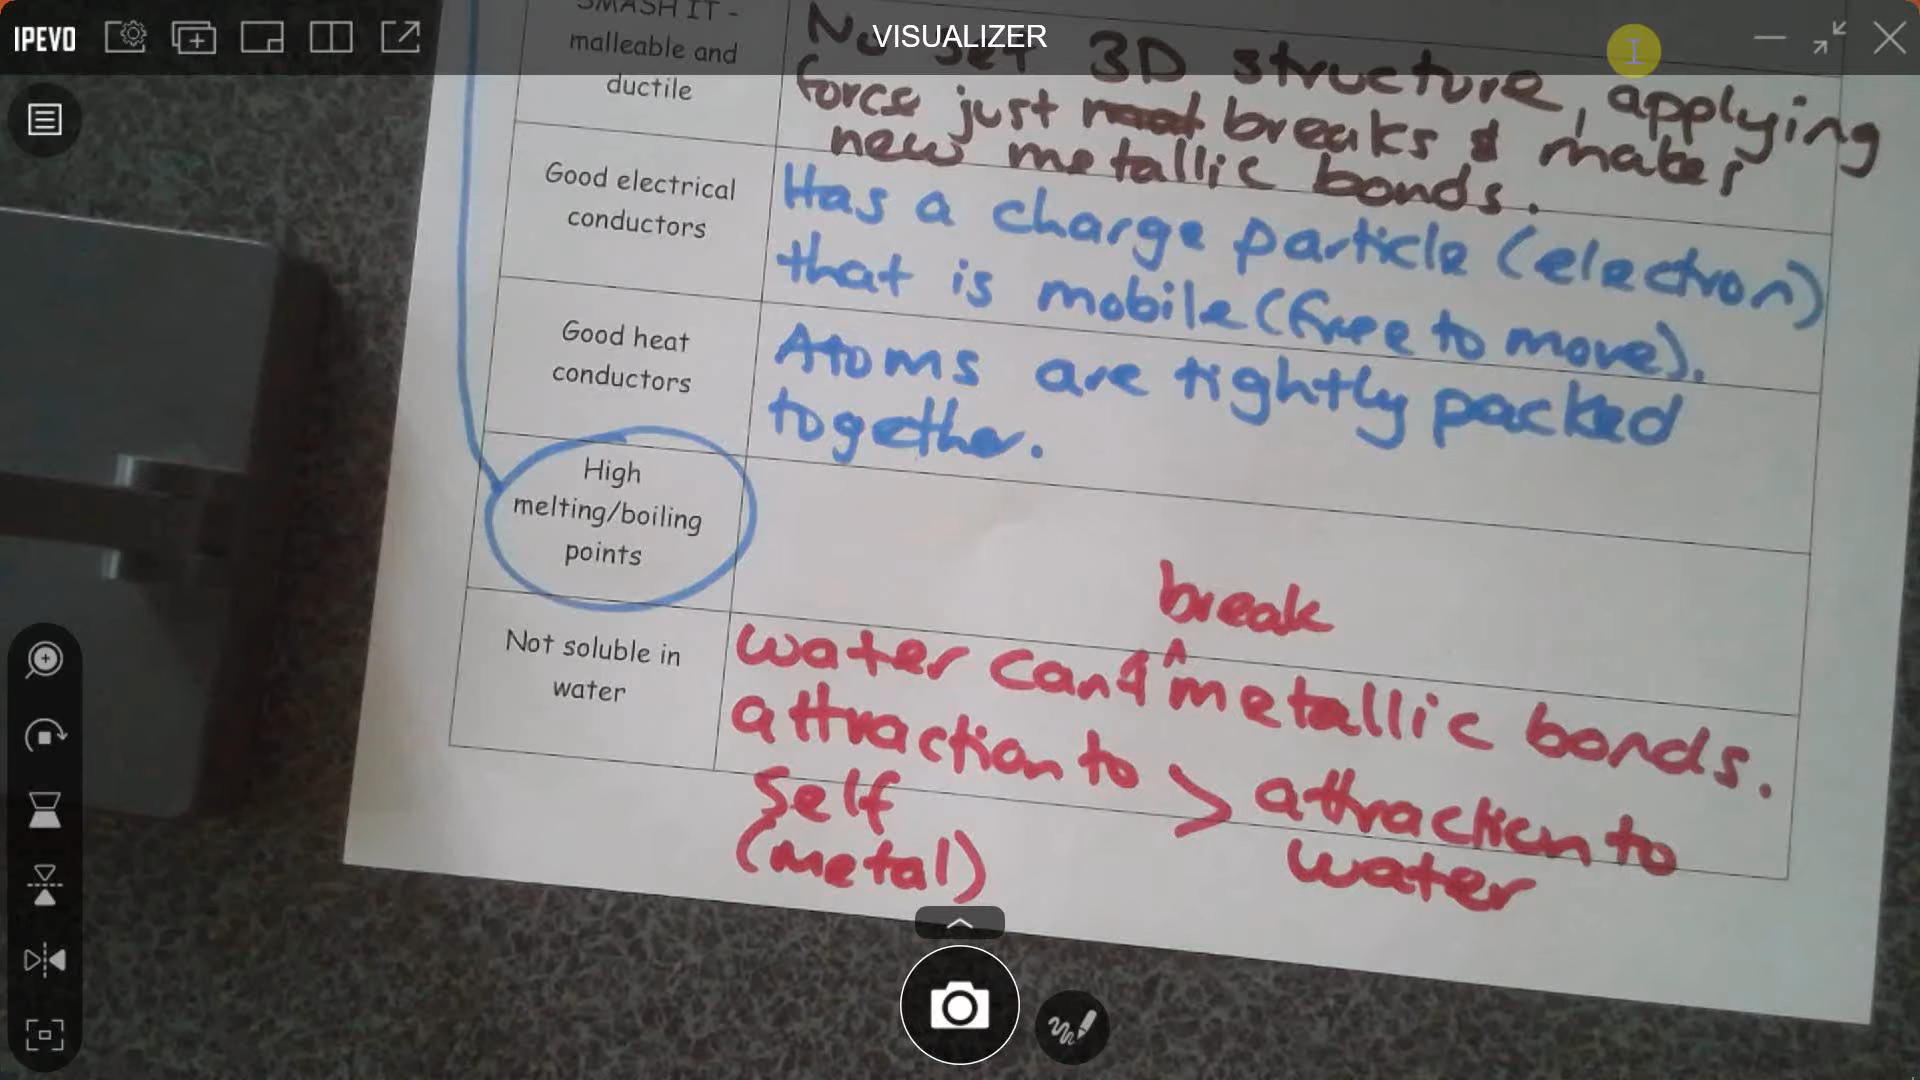 IPEVO
VISUALIZER
SMASH IT -
malleable and
ductile
No set 3D structure, applying
force just breaks & makes
new metallic bonds.
Good electrical
conductors
Has a charge particle (electron)
that is mobile (free to move).
Good heat
conductors
Atoms are tightly packed
together.
High
melting/boiling
points
Not soluble in
water
break
water cant ^ metallic bonds.
attraction to > attraction to
self
water
(metal)